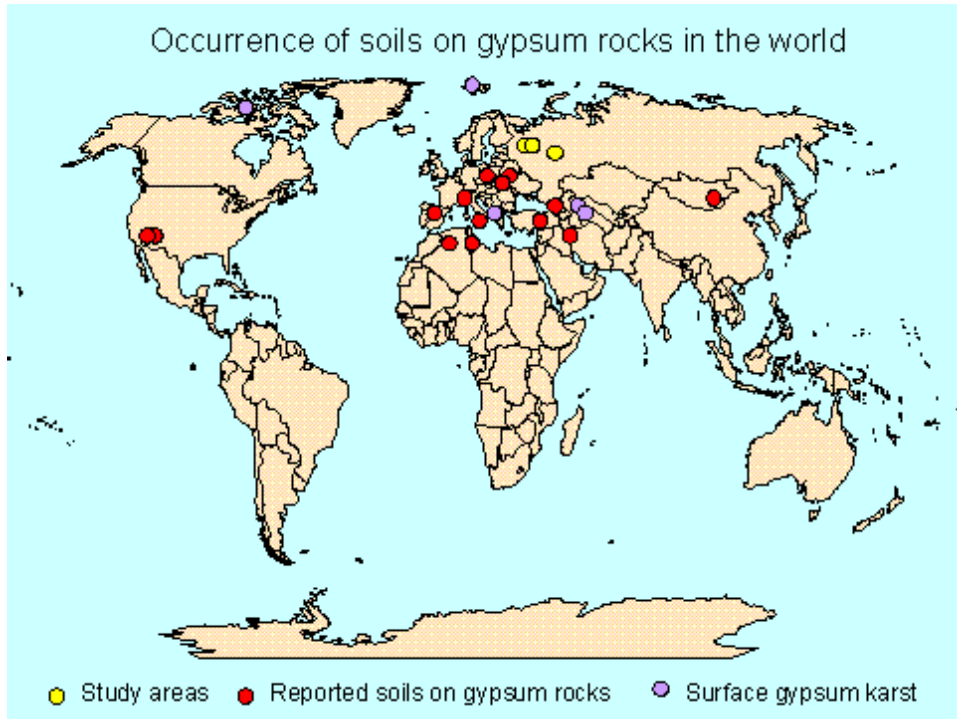 Occurrence of soils on gypsum rocks in the world
Study areas Reported soils on gypsum rocks Surface gypsum karst